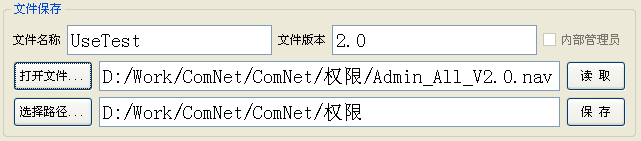 文件保存
文件名称 UseTest 文件版本 2.0 内部管理员
打开文件... D:/Work/ComNet/ComNet/权限/Admin_All_V2.0.nav 读 取
选择路径... D:/Work/ComNet/ComNet/权限 保 存